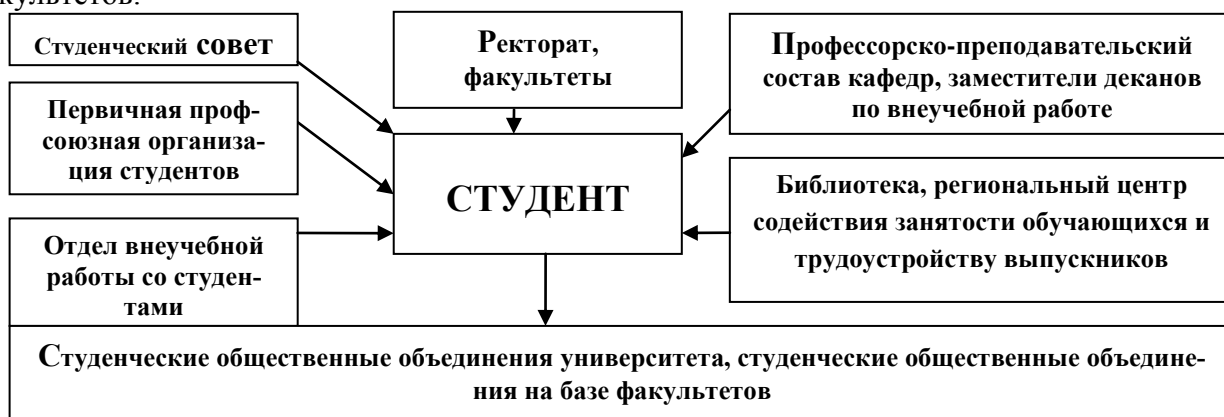 культетов.
Студенческий совет
Ректорат,
факультеты
Профессорско-преподавательский
состав кафедр, заместители деканов
по внеучебной работе
Первичная проф-
союзная организа-
ция студентов
СТУДЕНТ
Библиотека, региональный центр
содействия занятости обучающихся и
трудоустройству выпускников
Отдел внеучебной
работы со студен-
тами
Студенческие общественные объединения университета, студенческие общественные объедине-
ния на базе факультетов